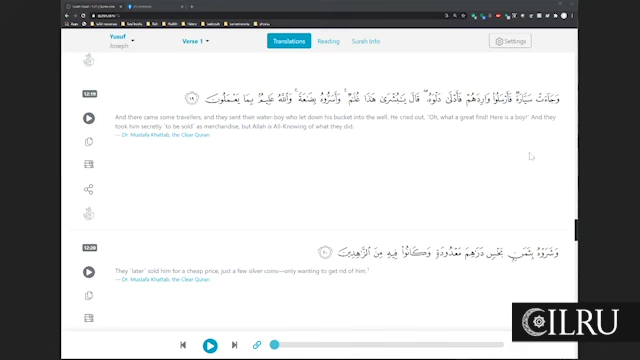 Yusuf
Joseph
Verse 1
Translations
Reading
Surah Info
Settings
12:19
وَجَآءَتْ سَيَّارَةٌ فَأَرْسَلُوا۟ وَارِدَهُمْ فَأَدْلَىٰ دَلْوَهُۥ ۖ قَالَ يَـٰبُشْرَىٰ هَـٰذَا غُلَـٰمٌ ۚ وَأَسَرُّوهُ بِضَـٰعَةً ۚ وَٱللَّهُ عَلِيمٌۢ بِمَا يَعْمَلُونَ ١٩
And there came some travellers, and they sent their water-boy who let down his bucket into the well. He cried out, "Oh, what a great find! Here is a boy!" And they
took him secretly ˹to be sold˺ as merchandise, but Allah is All-Knowing of what they did.
— Dr. Mustafa Khattab, the Clear Quran
12:20
وَشَرَوْهُ بِثَمَنٍۭ بَخْسٍ دَرَٰهِمَ مَعْدُودَةٍ وَكَانُوا۟ فِيهِ مِنَ ٱلزَّٰهِدِينَ ٢٠
They ˹later˺ sold him for a cheap price, just a few silver coins—only wanting to get rid of him.1
— Dr. Mustafa Khattab, the Clear Quran
CILRU